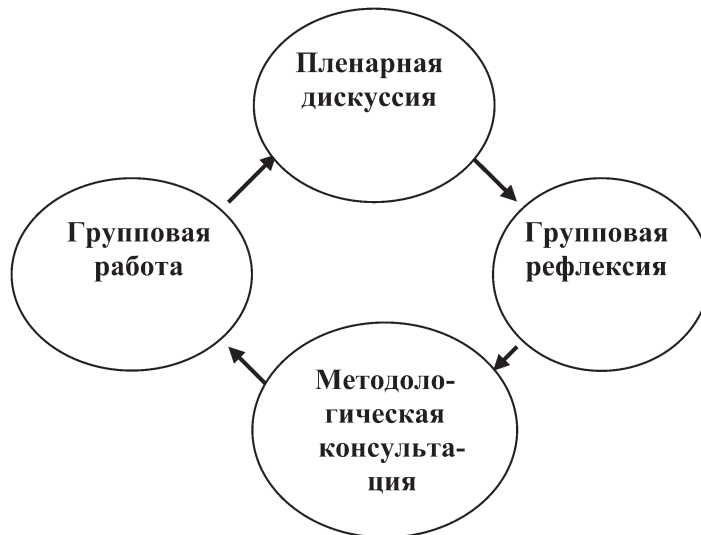 Пленарная
дискуссия
Групповая
работа
Групповая
рефлексия
Методоло-
гическая
консульта-
ция